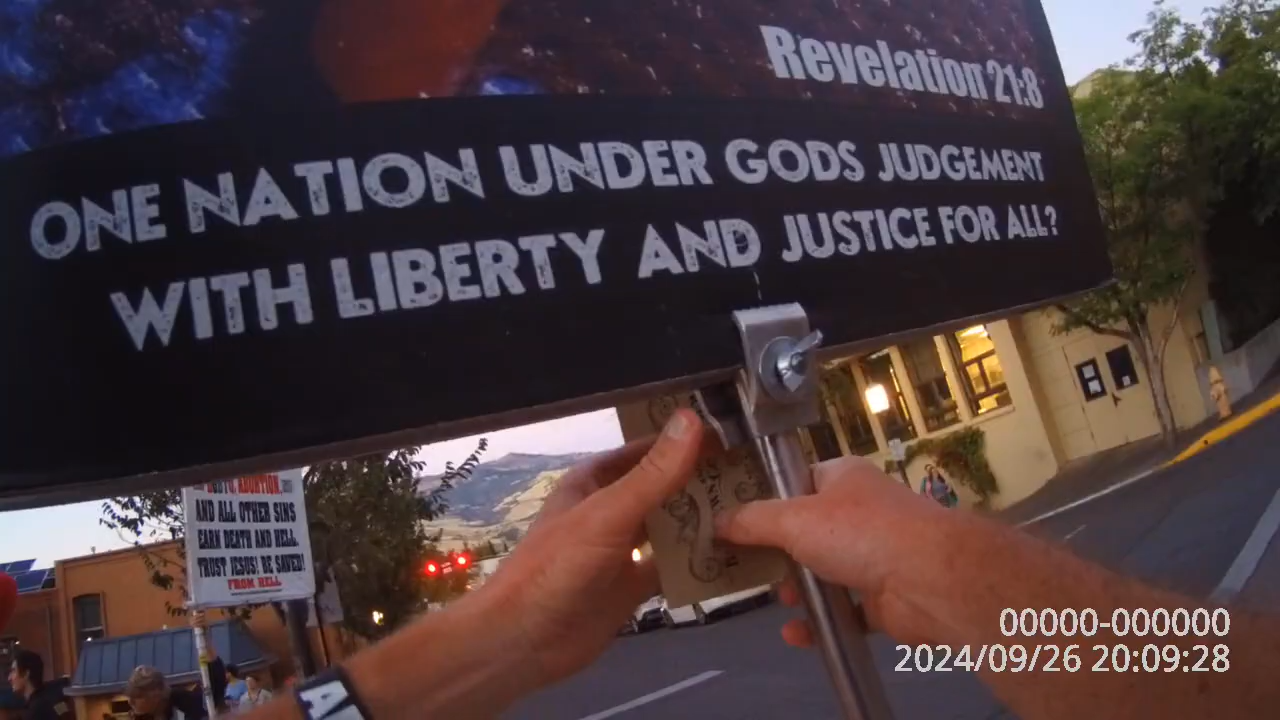 Revelation 21:8
ONE NATION UNDER GODS JUDGEMENT
WITH LIBERTY AND JUSTICE FOR ALL?
ABORTION,
AND ALL OTHER SINS
EARN DEATH AND HELL.
TRUST JESUS! BE SAVED!
FROM HELL
00000-000000
2024/09/26 20:09:28